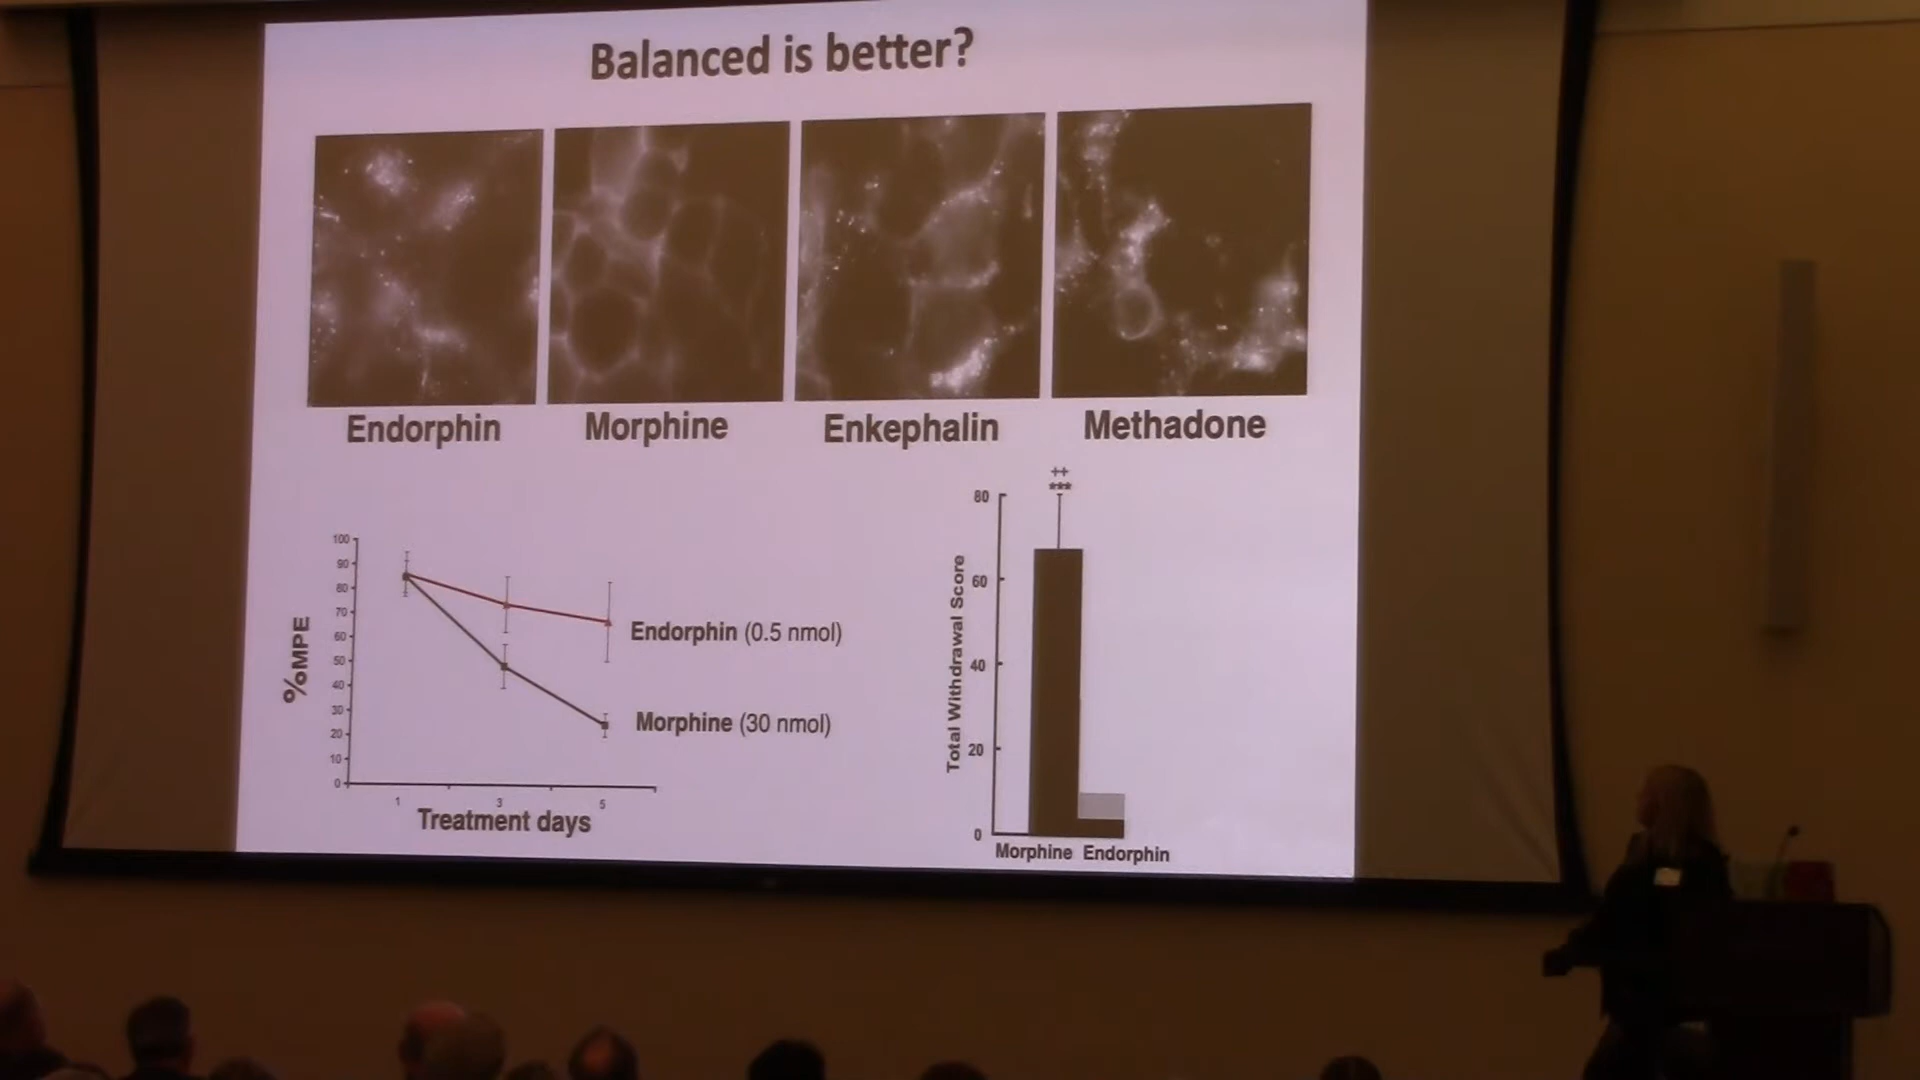 Balanced is better?
Endorphin
Morphine
Enkephalin
Methadone
%MPE
100
90
80
70
60
50
40
30
20
10
0
1
3
5
Treatment days
Endorphin (0.5 nmol)
Morphine (30 nmol)
Total Withdrawal Score
++
***
80
60
40
20
0
Morphine Endorphin